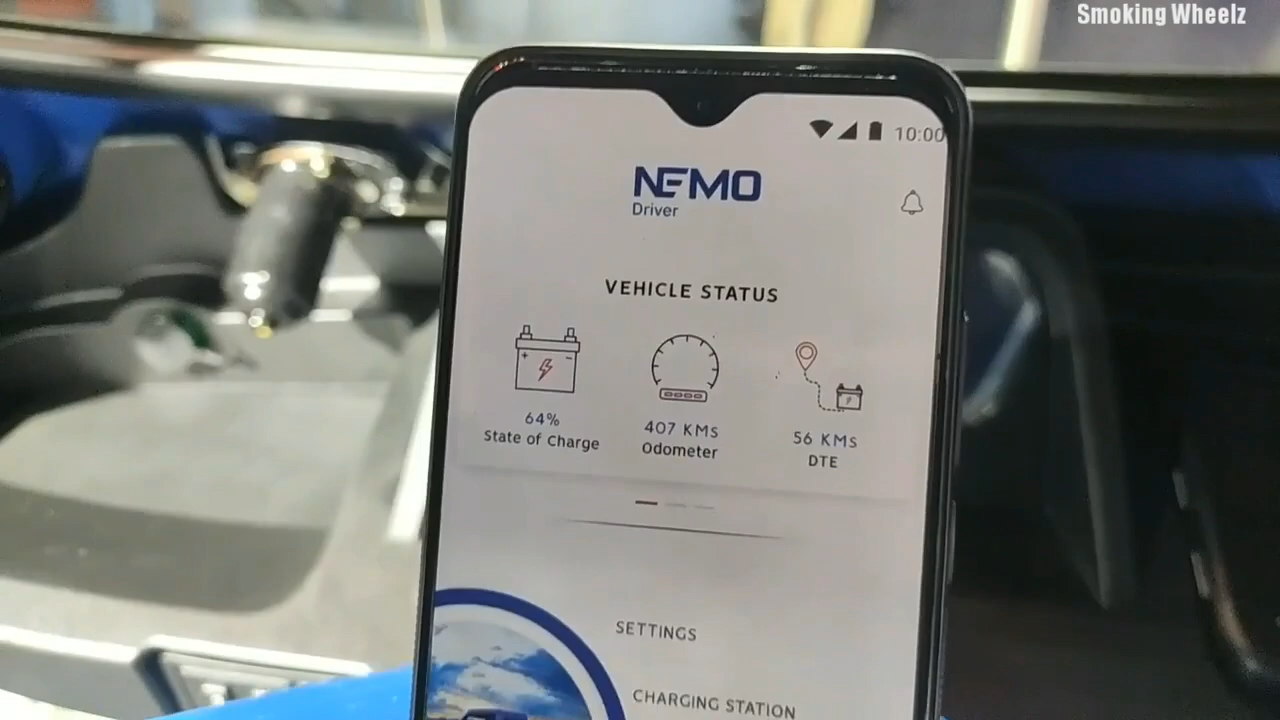 Smoking Wheelz
10:00
NEMO
Driver
VEHICLE STATUS
64%
State of Charge
407 KMS
Odometer
56 KMS
DTE
SETTINGS
CHARGING STATION